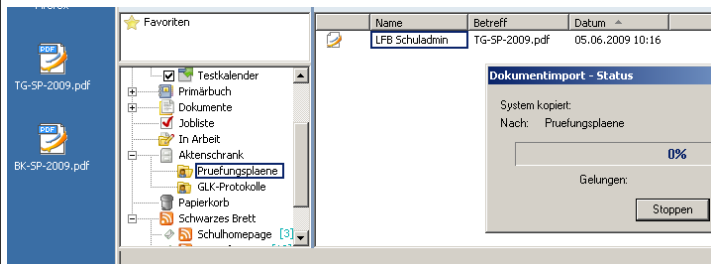 TG-SP-2009.pdf
BK-SP-2009.pdf
Favoriten
Testkalender
Primärbuch
Dokumente
Jobliste
In Arbeit
Aktenschrank
Pruefungsplaene
GLK-Protokolle
Papierkorb
Schwarzes Brett
Schulhomepage [3]
Name Betreff Datum
LFB Schuladmin TG-SP-2009.pdf 05.06.2009 10:16
Dokumentimport - Status
System kopiert:
Nach: Pruefungsplaene
0%
Gelungen:
Stoppen